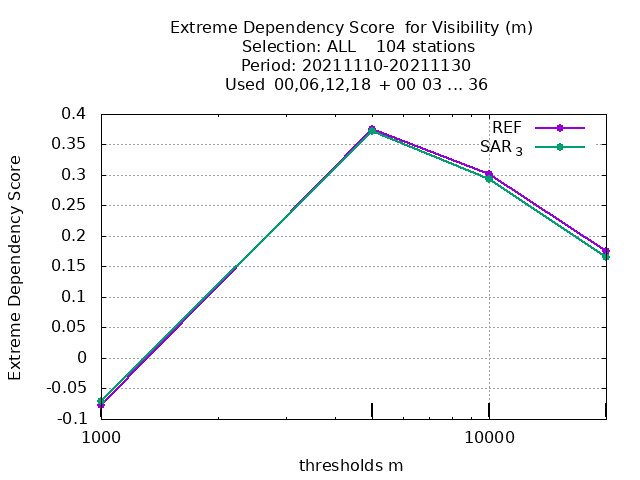 Extreme Dependency Score  for Visibility (m)
Selection: ALL    104 stations
Period: 20211110-20211130
Used  00,06,12,18 + 00 03 ... 36
REF
SAR 3
0.4
0.35
0.3
0.25
0.2
0.15
0.1
0.05
0
-0.05
-0.1
Extreme Dependency Score
1000
10000
thresholds m